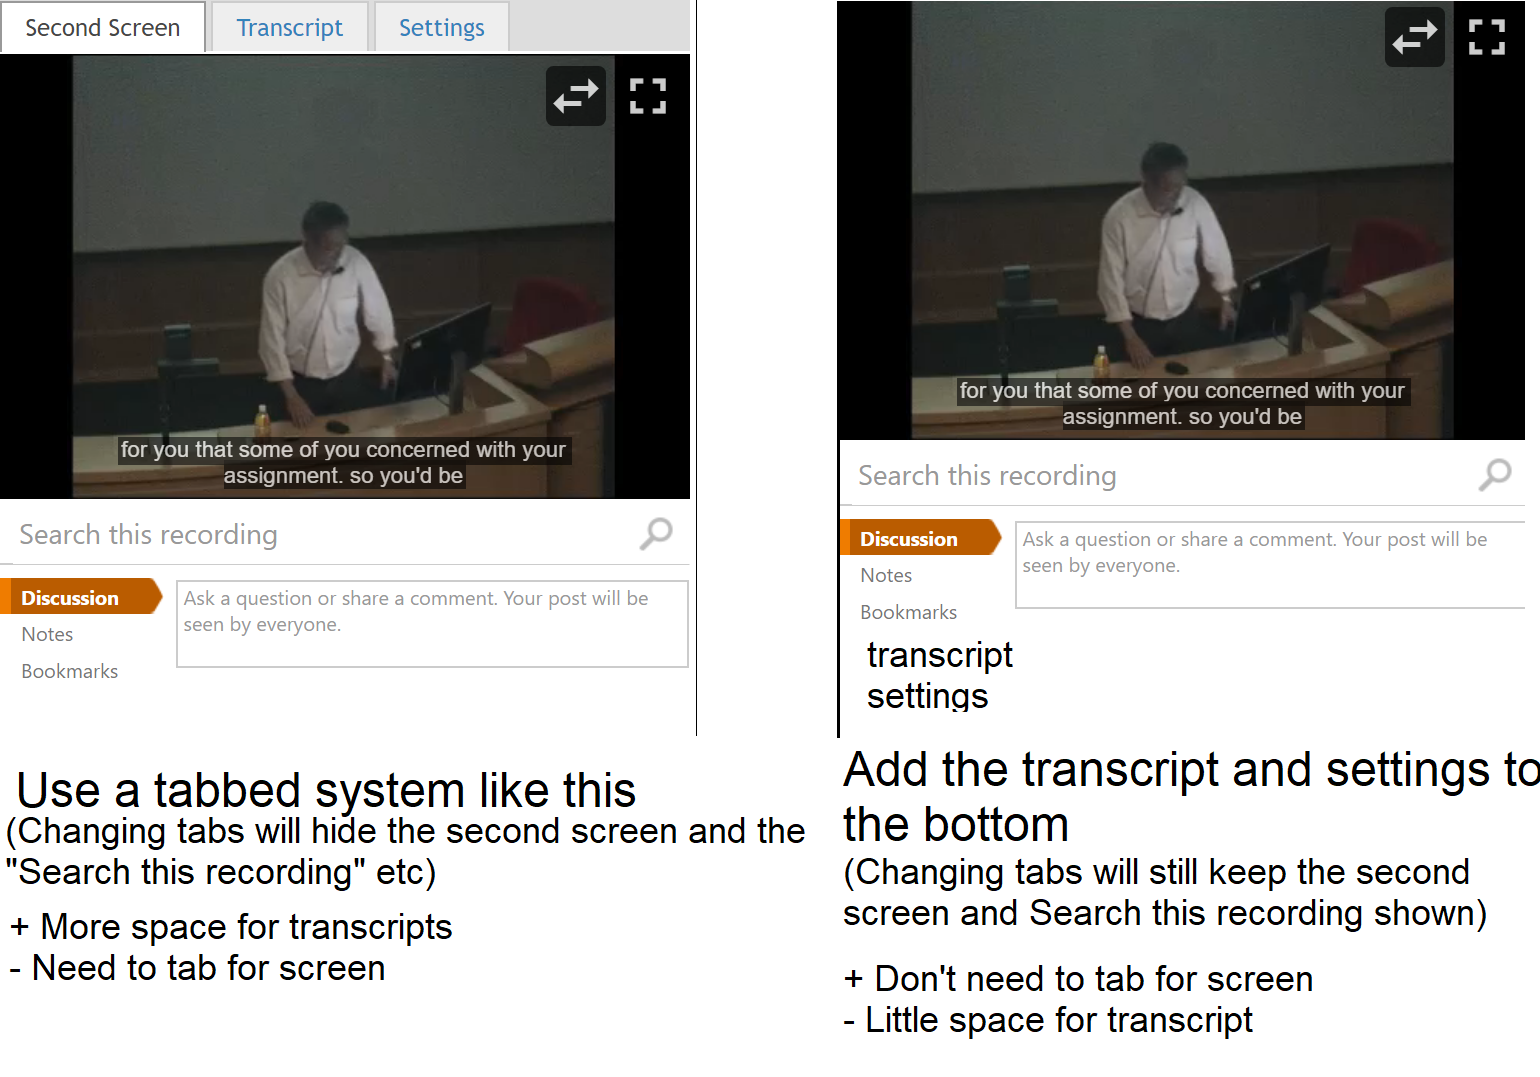 Second Screen
Transcript
Settings
for you that some of you concerned with your
assignment. so you'd be
Search this recording
Discussion
Notes
Bookmarks
Ask a question or share a comment. Your post will be
seen by everyone.
Use a tabbed system like this
(Changing tabs will hide the second screen and the
"Search this recording" etc)
+ More space for transcripts
- Need to tab for screen
for you that some of you concerned with your
assignment. so you'd be
Search this recording
Discussion
Notes
Bookmarks
transcript
settings
Ask a question or share a comment. Your post will be
seen by everyone.
Add the transcript and settings to
the bottom
(Changing tabs will still keep the second
screen and Search this recording shown)
+ Don't need to tab for screen
- Little space for transcript